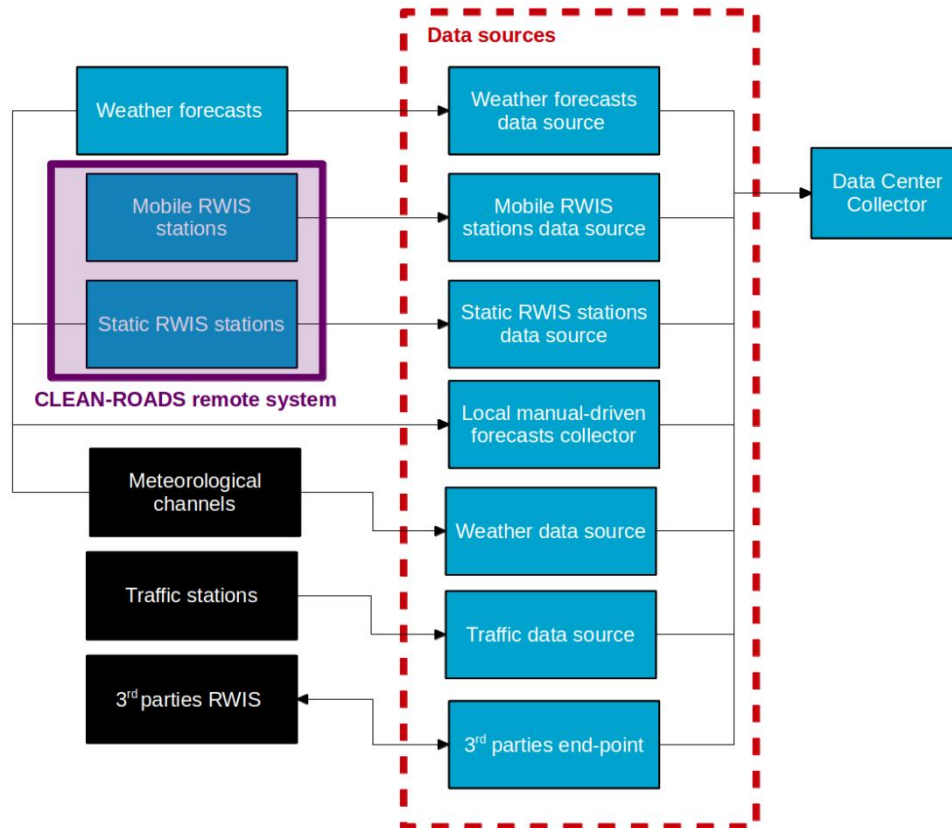 Data sources
Weather forecasts
Weather forecasts
data source
Data Center
Collector
Mobile RWIS
stations
Mobile RWIS
stations data source
Static RWIS stations
Static RWIS stations
data source
CLEAN-ROADS remote system
Local manual-driven
forecasts collector
Meteorological
channels
Weather data source
Traffic stations
Traffic data source
3rd parties RWIS
3rd parties end-point